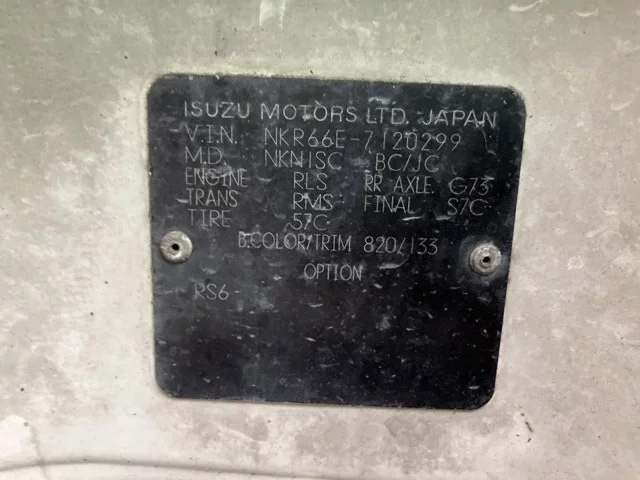 ISUZU MOTORS LTD. JAPAN
V.I.N. NKR66E-7120299
M.D. NKN1SC BC/JC
ENGINE RLS RR AXLE G73
TRANS RMS FINAL S7C
TIRE 57C
B.COLOR/TRIM 820/133
OPTION
RS6